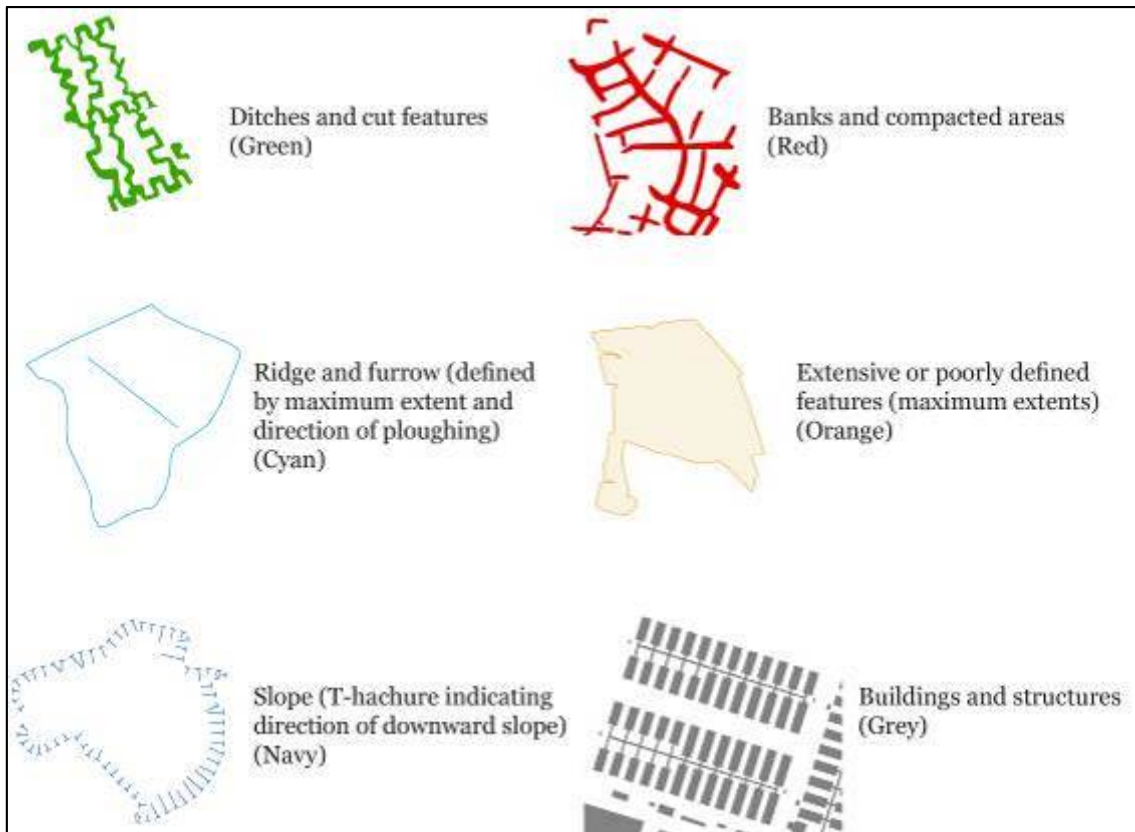 Ditches and cut features
(Green)
Banks and compacted areas
(Red)
Ridge and furrow (defined
by maximum extent and
direction of ploughing)
(Cyan)
Extensive or poorly defined
features (maximum extents)
(Orange)
Slope (T-hachure indicating
direction of downward slope)
(Navy)
Buildings and structures
(Grey)